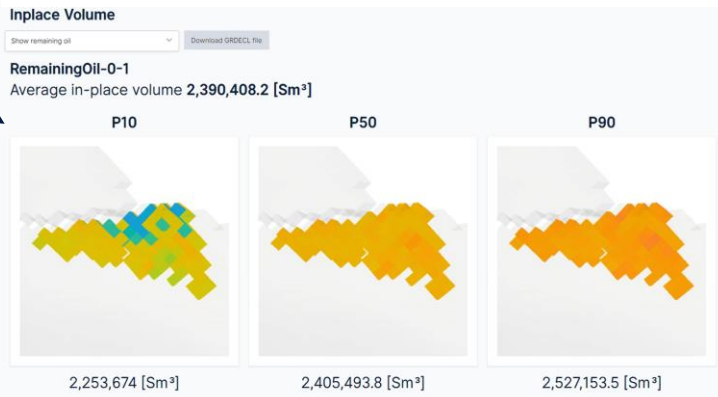 Inplace Volume
Show remaining oil
Download GRDECL file
RemainingOil-0-1
Average in-place volume 2,390,408.2 [Sm³]
P10 P50 P90
2,253,674 [Sm³] 2,405,493.8 [Sm³] 2,527,153.5 [Sm³]